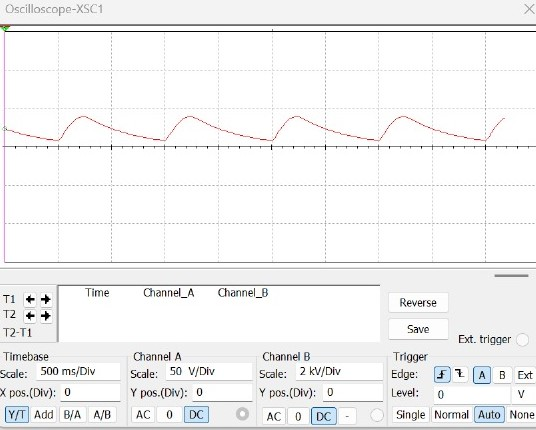 Oscilloscope-XSC1
Time Channel_A Channel_B
T1
T2
T2-T1
Reverse
Save
Ext. trigger
Timebase
Scale: 500 ms/Div
X pos.(Div): 0
Y/T Add B/A A/B
Channel A
Scale: 50 V/Div
Y pos.(Div): 0
AC 0 DC
Channel B
Scale: 2 kV/Div
Y pos.(Div): 0
AC 0 DC -
Trigger
Edge: A B Ext
Level: 0 V
Single Normal Auto None